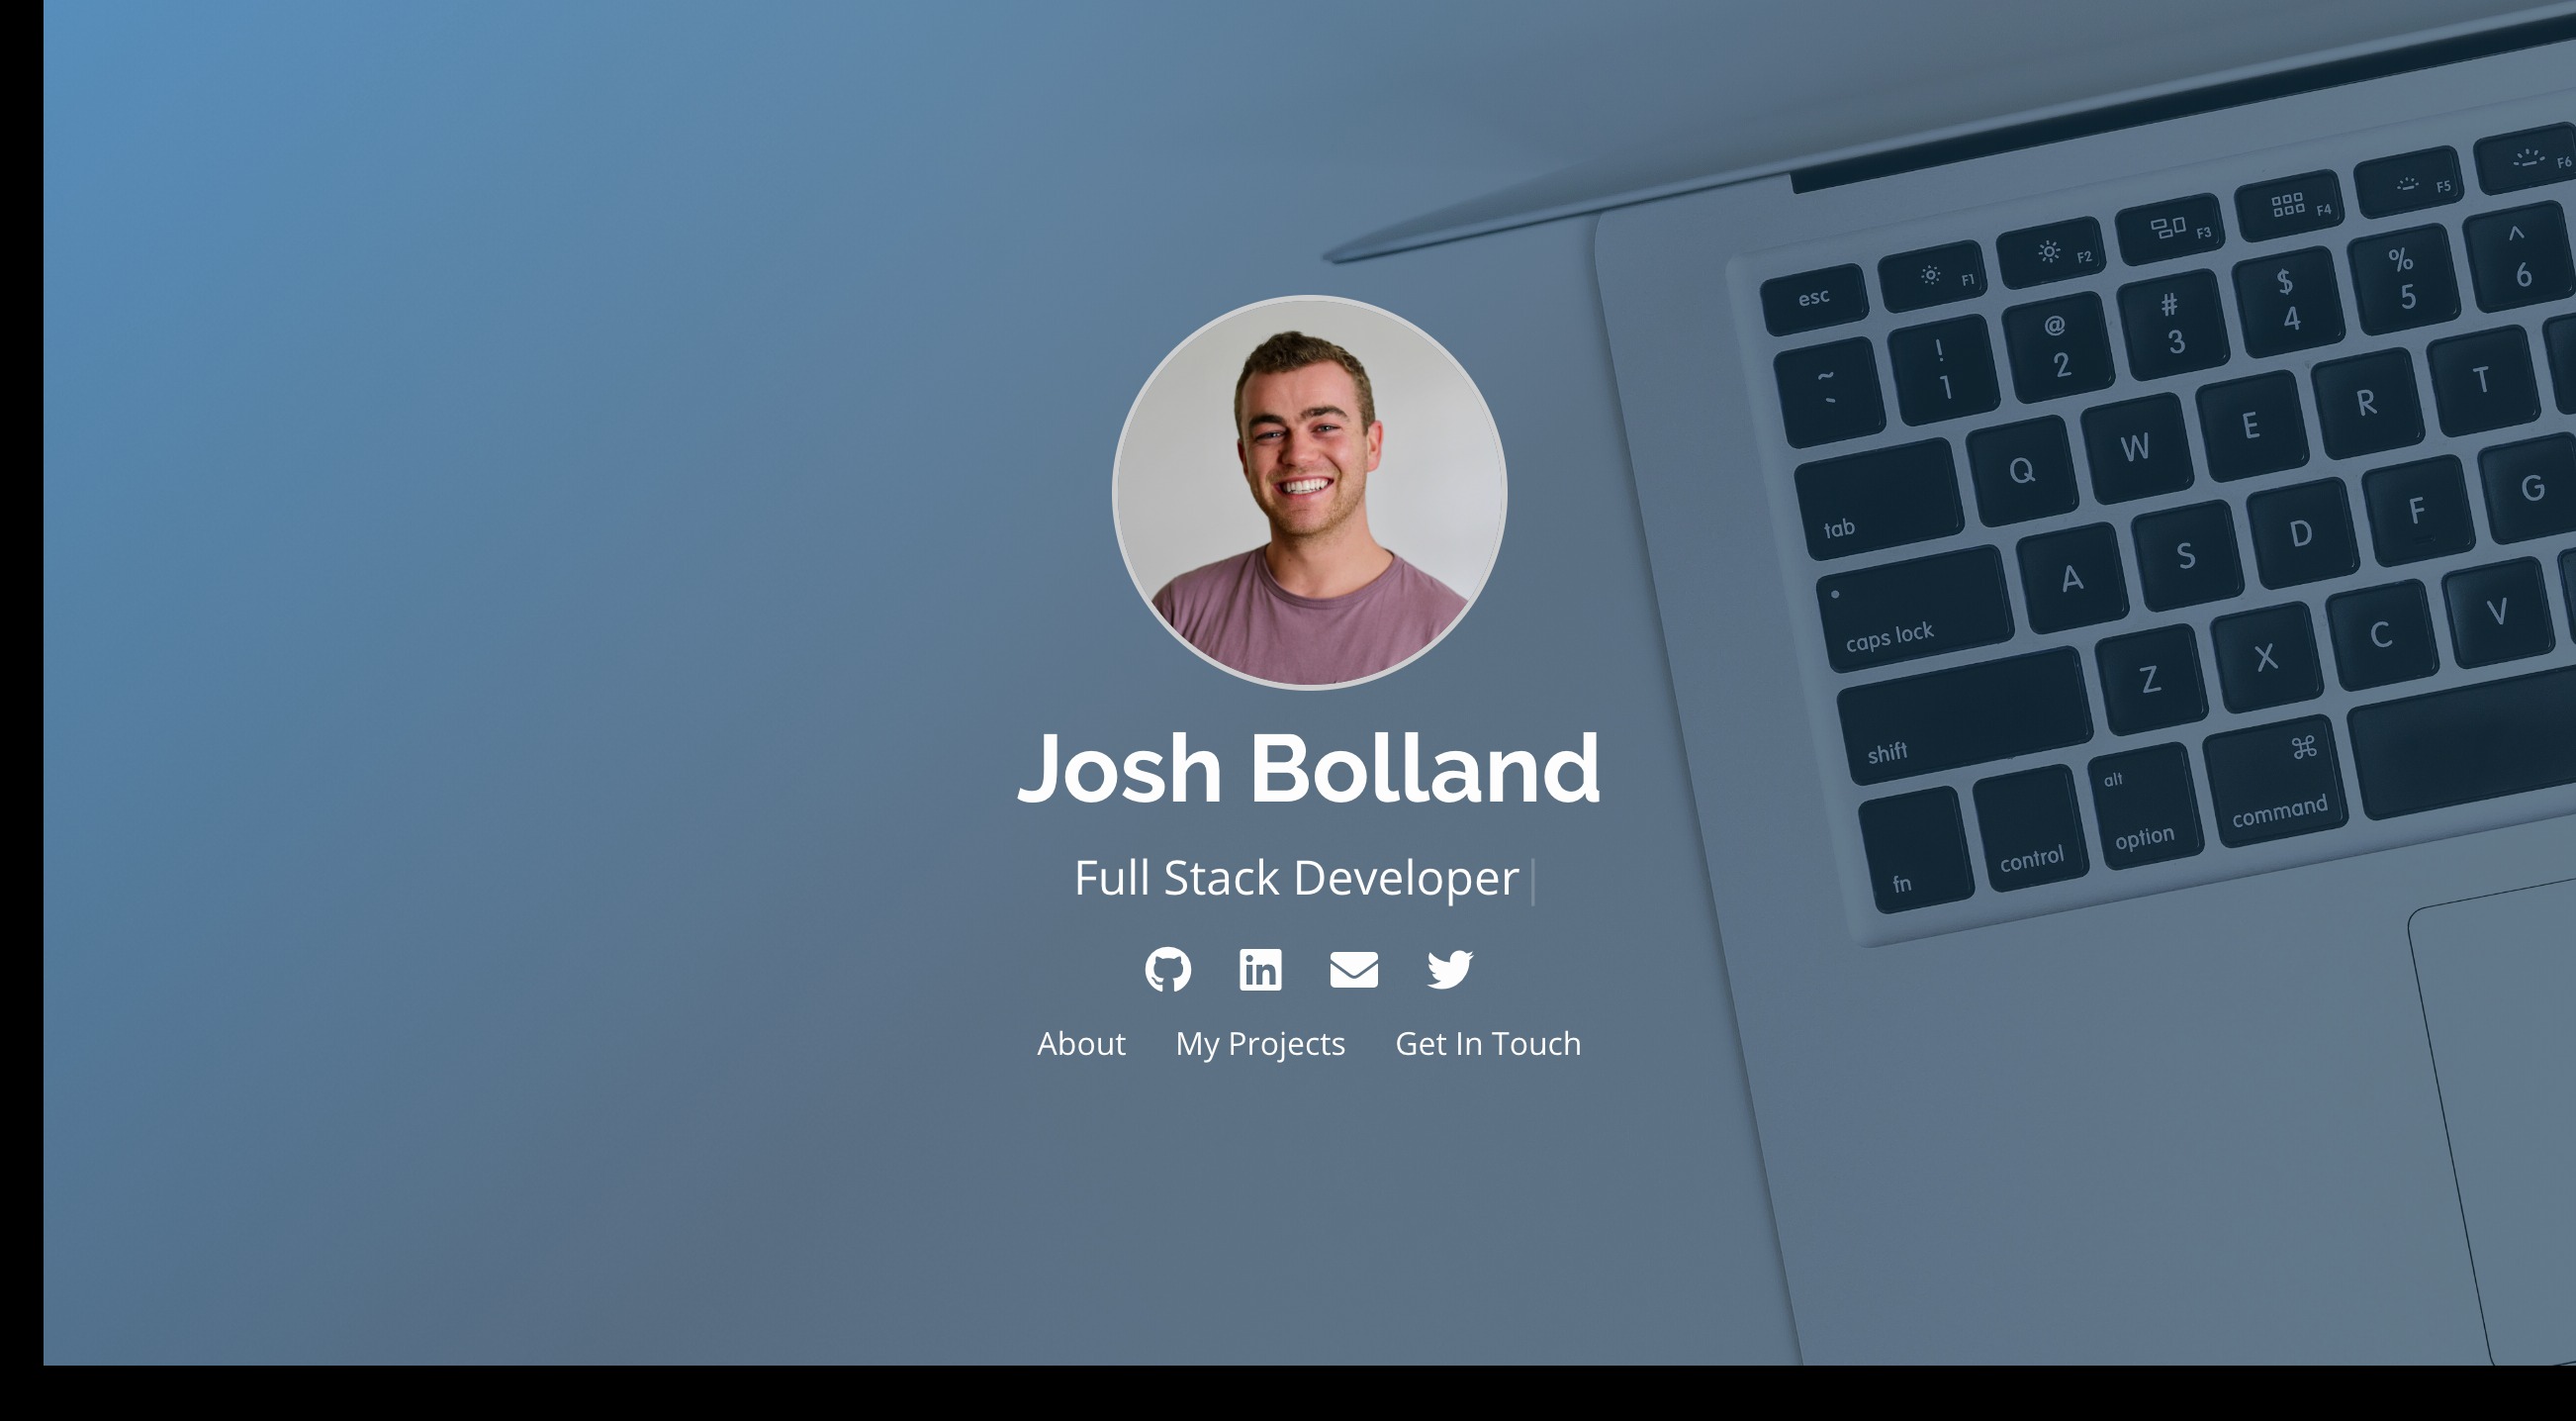 esc F1 F2 F3 F4 F5 F6
~ ` ! 1 @ 2 # 3 $ 4 % 5 ^ 6
tab Q W E R T
caps lock A S D F G
shift Z X C V
fn control alt option ⌘ command
Josh Bolland
Full Stack Developer|
in
About My Projects Get In Touch